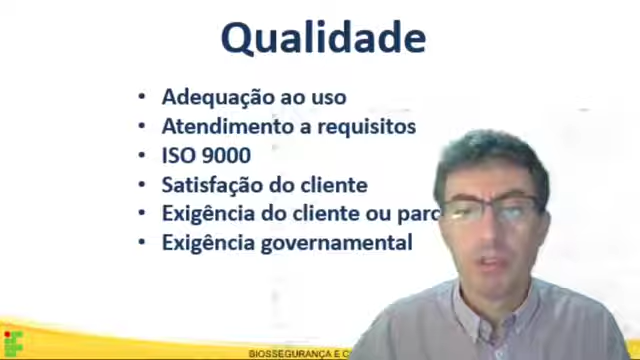 Qualidade
• Adequação ao uso
• Atendimento a requisitos
• ISO 9000
• Satisfação do cliente
• Exigência do cliente ou parc
• Exigência governamental
BIOSSEGURANÇA E C